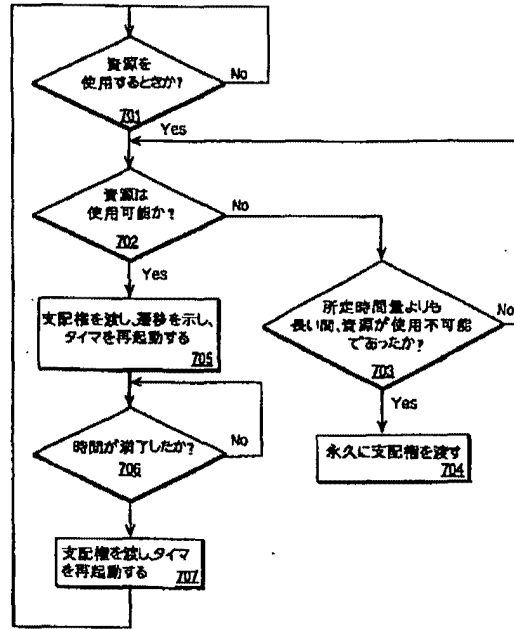 資源を
使用するときか?
701
No
Yes
資源は
使用可能か?
702
No
Yes
所定時間量よりも
長い間、資源が使用不可能
であったか?
703
No
Yes
支配権を渡し、遷移を示し、
タイマを再起動する
705
時間が満了したか?
706
No
永久に支配権を渡す
704
支配権を渡し、タイマ
を再起動する
707